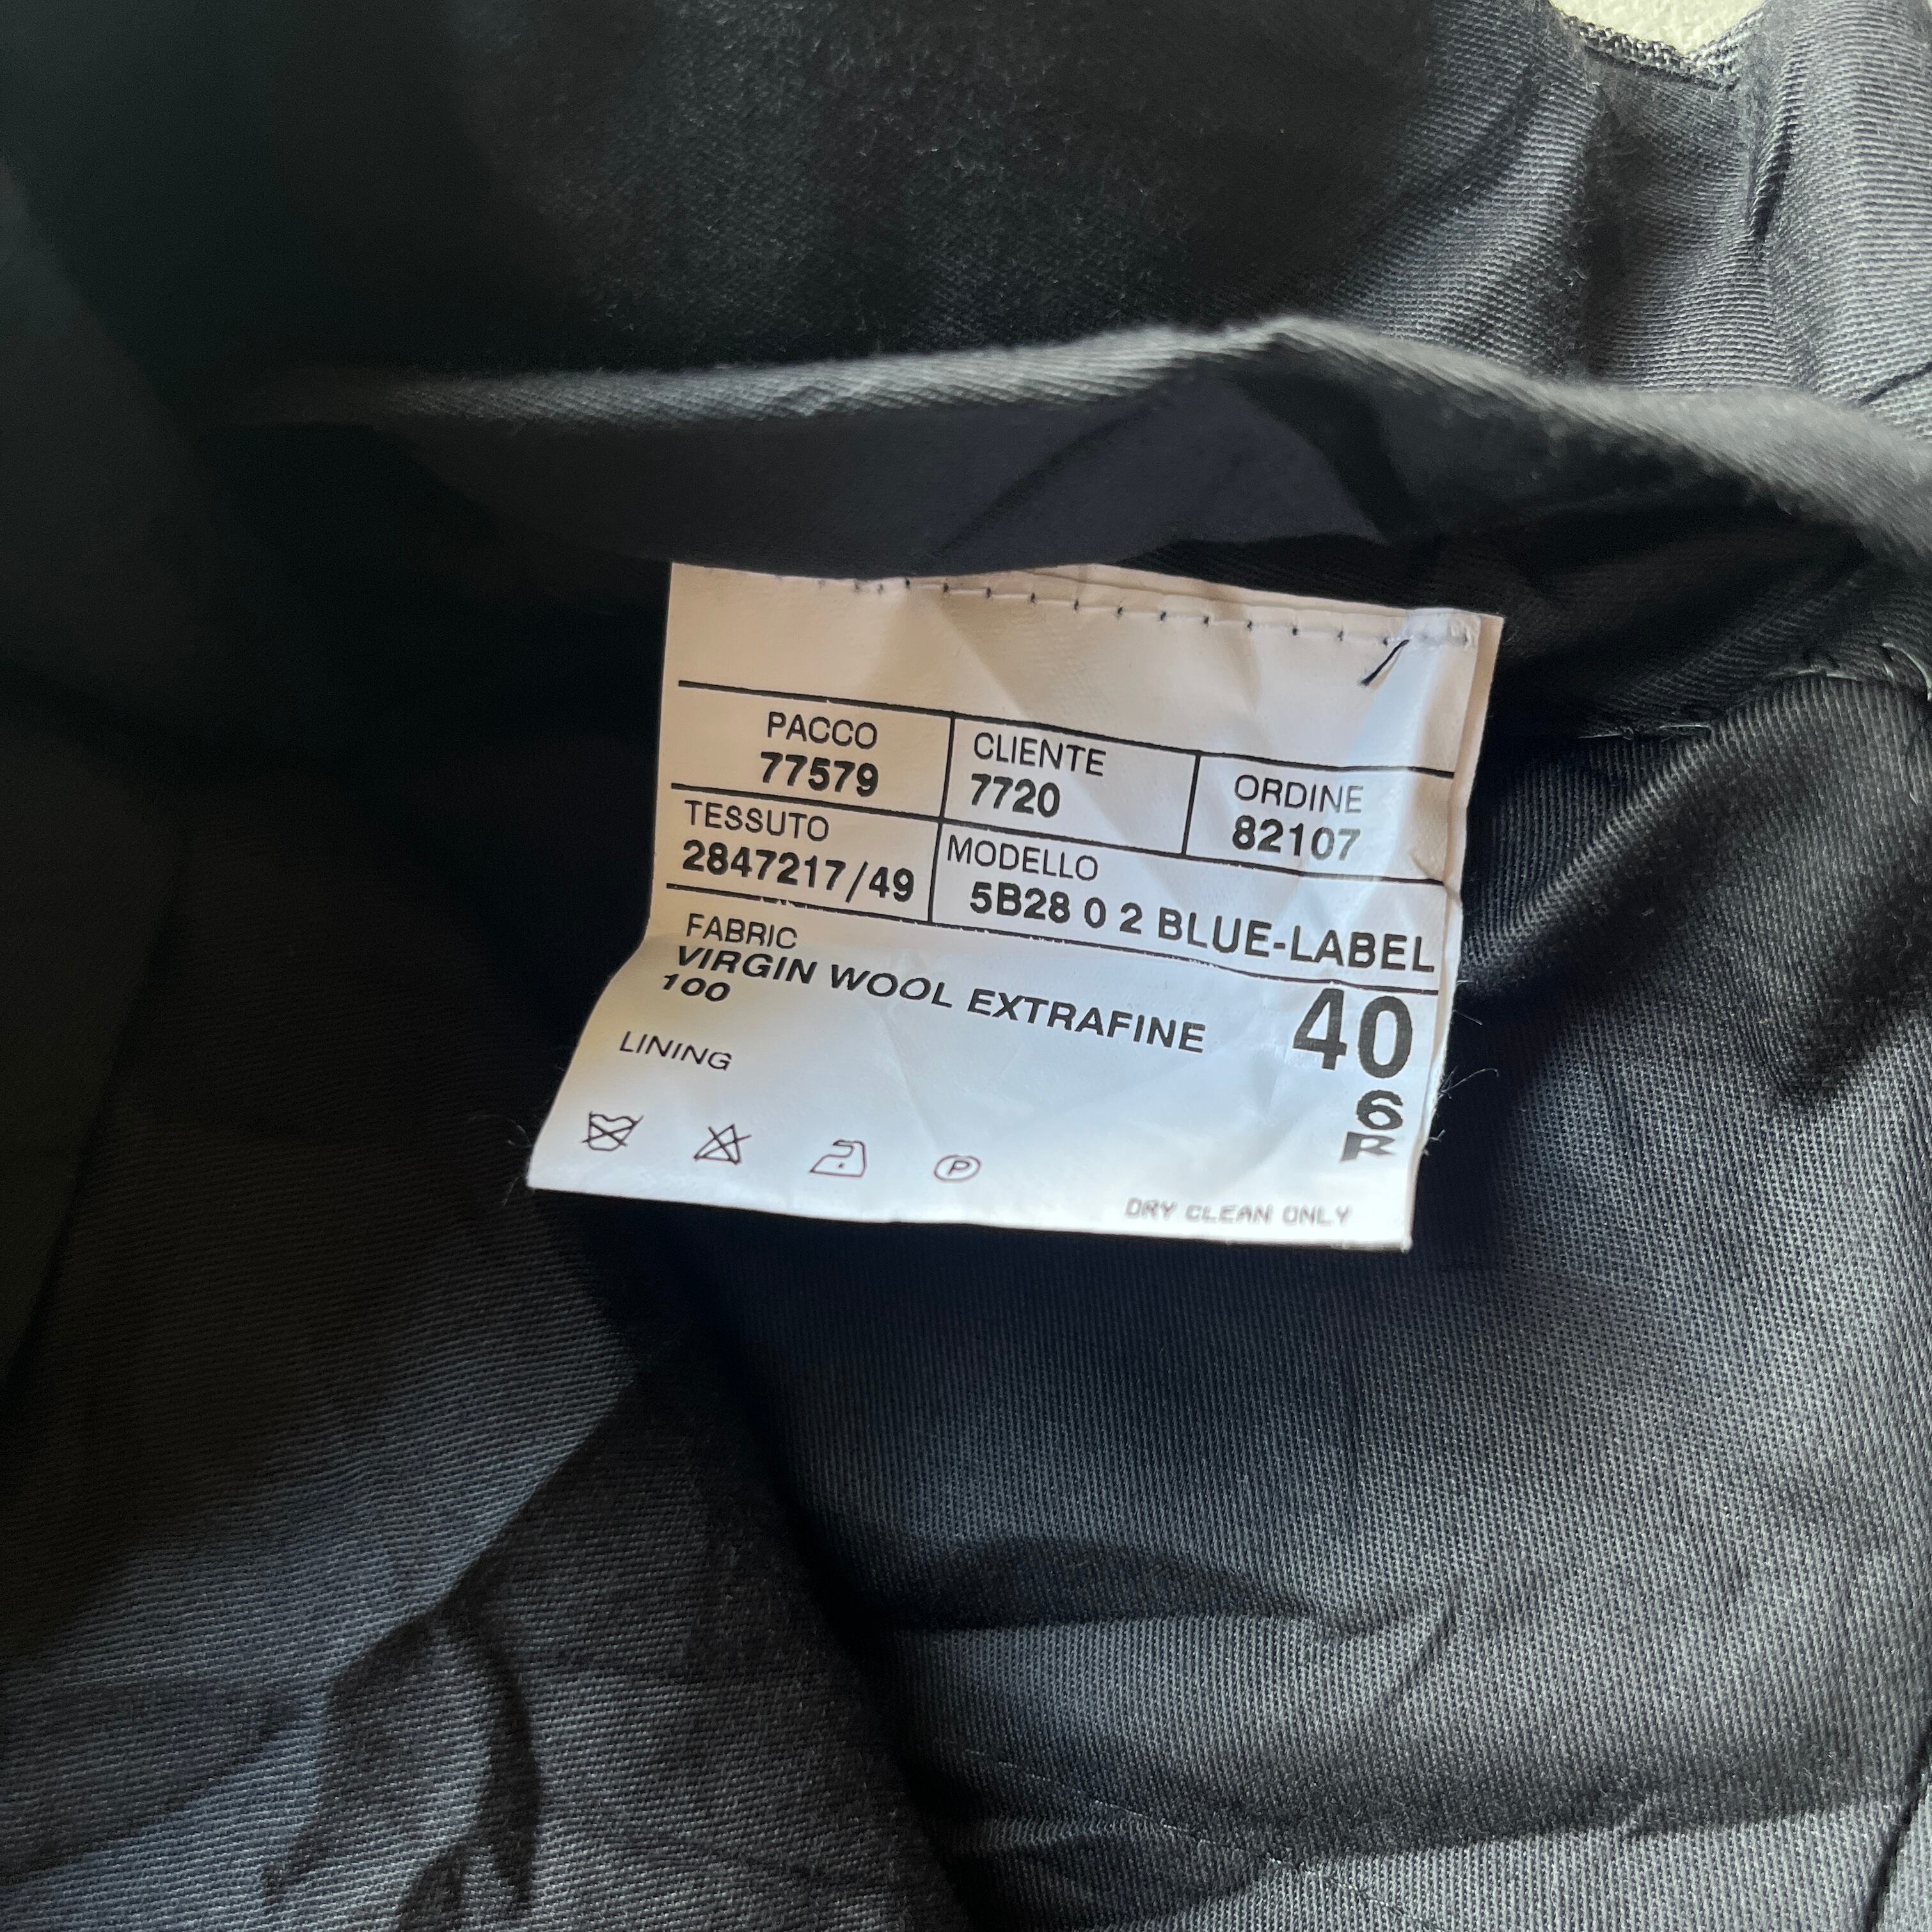 PACCO
77579
CLIENTE
7720
ORDINE
82107
TESSUTO
2847217/49
MODELLO
5B28 0 2 BLUE-LABEL
FABRIC
VIRGIN WOOL EXTRAFINE
100
40
6
R
LINING
P
DRY CLEAN ONLY